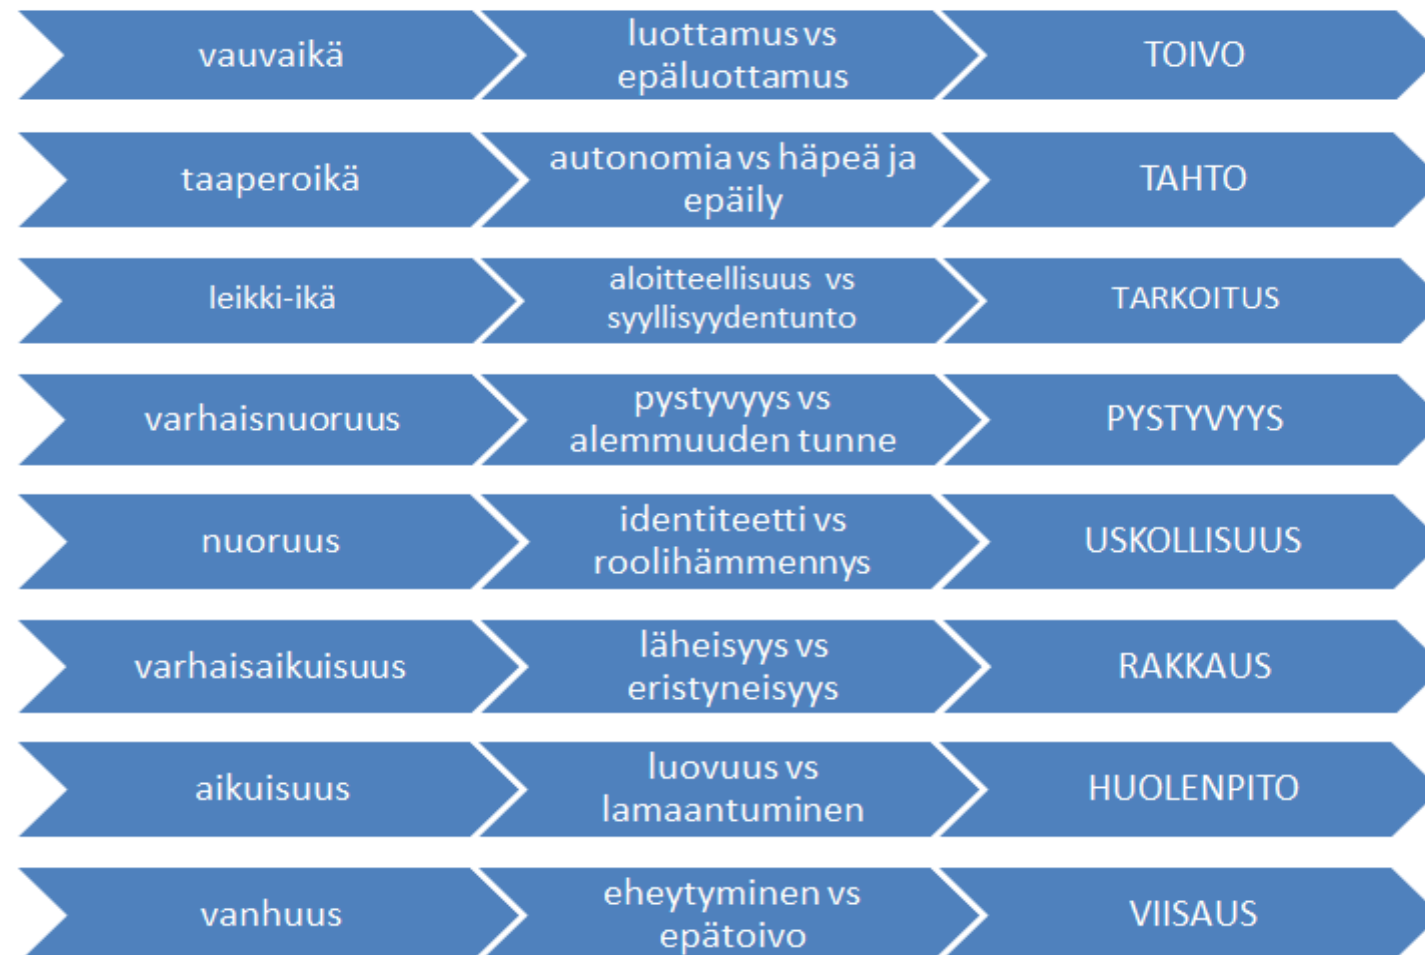 vauvaikä
luottamus vs
epäluottamus
TOIVO
taaperoikä
autonomia vs häpeä ja
epäily
TAHTO
leikki-ikä
aloitteellisuus vs
syyllisyydentunto
TARKOITUS
varhaisnuoruus
pystyvyys vs
alemmuuden tunne
PYSTYVYYS
nuoruus
identiteetti vs
roolihämmennys
USKOLLISUUS
varhaisaikuisuus
läheisyys vs
eristyneisyys
RAKKAUS
aikuisuus
luovuus vs
lamaantuminen
HUOLENPITO
vanhuus
eheytyminen vs
epätoivo
VIISAUS